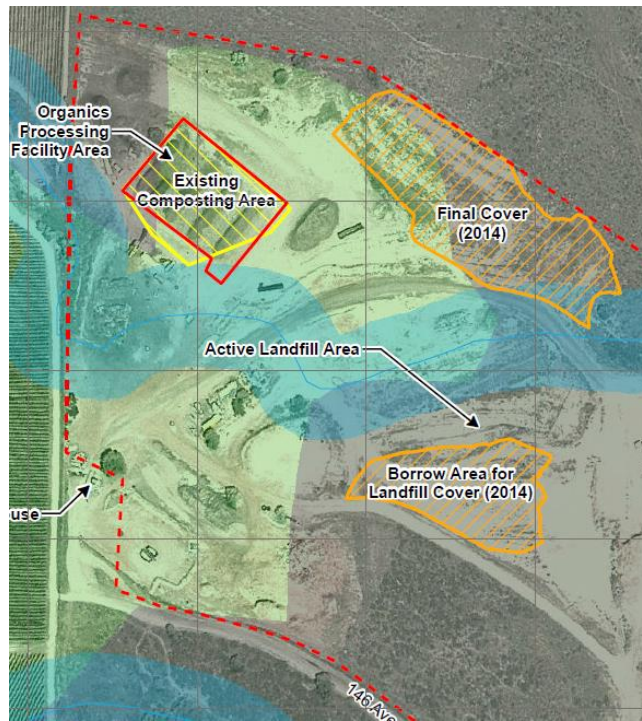 Organics
Processing
Facility Area
Existing
Composting Area
Final Cover
(2014)
Active Landfill Area
Borrow Area for
Landfill Cover (2014)
use
146 Ave